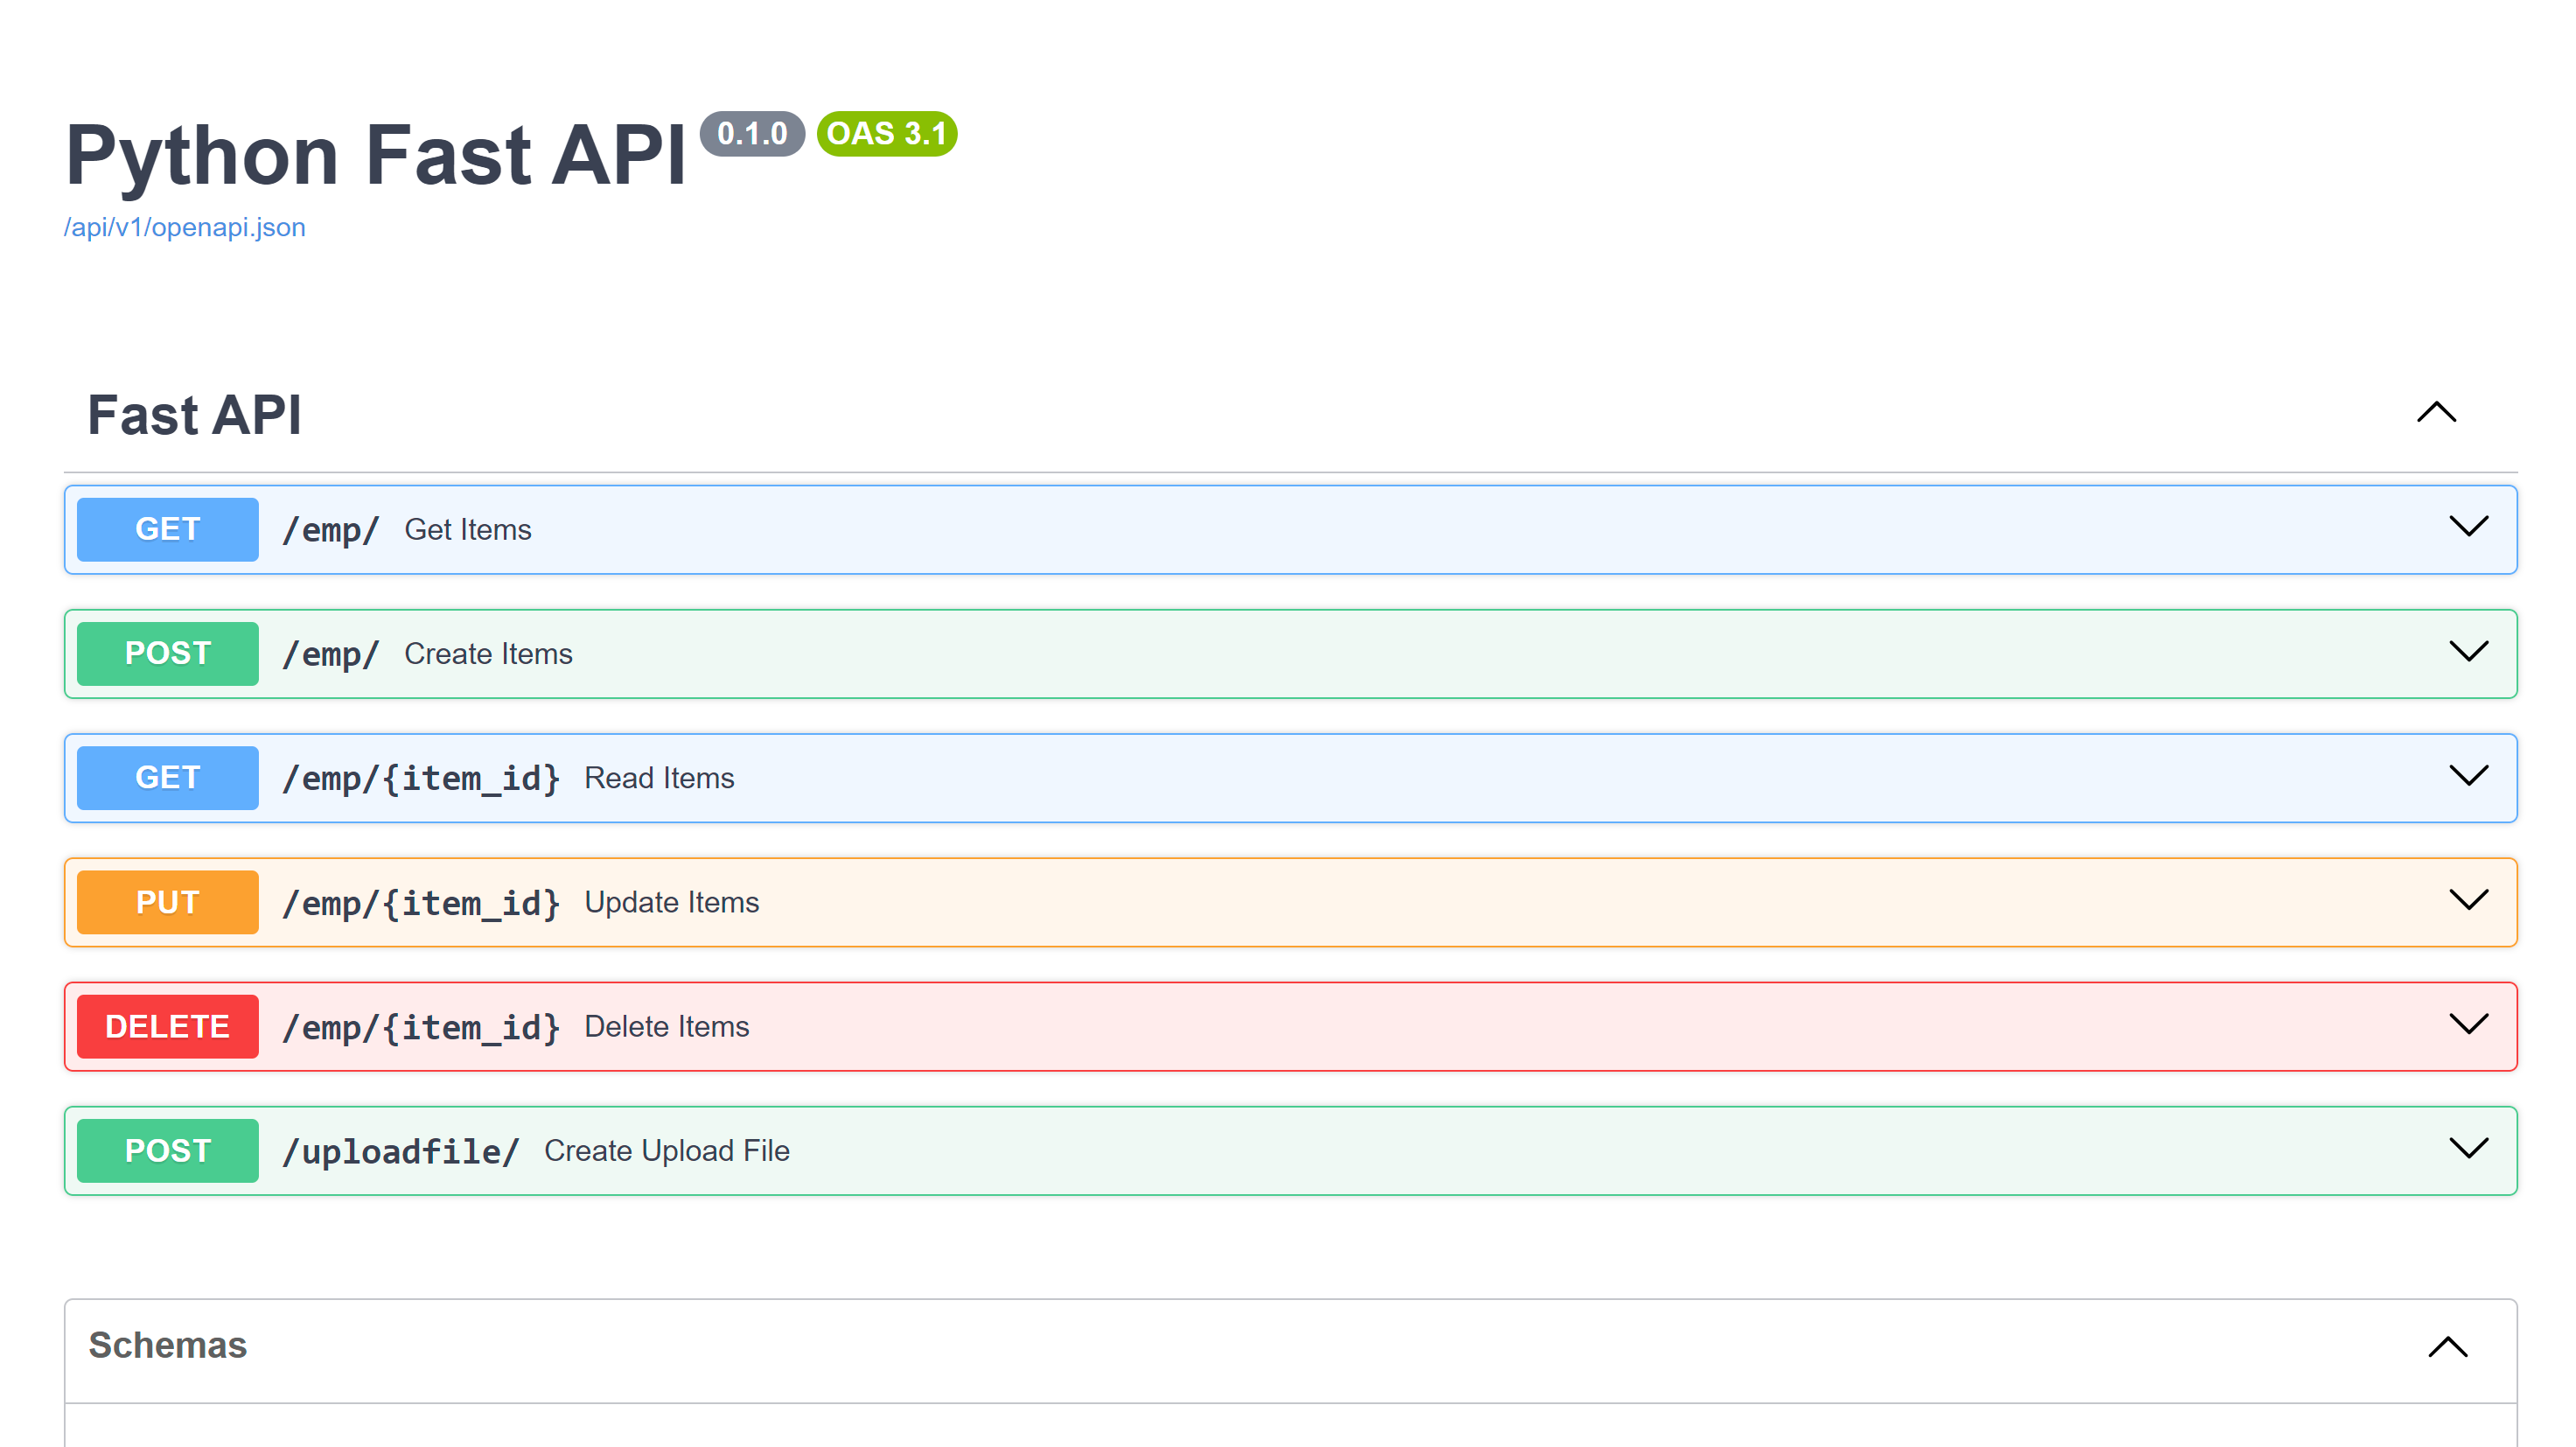 Python Fast API 0.1.0 OAS 3.1
/api/v1/openapi.json
Fast API
GET /emp/ Get Items
POST /emp/ Create Items
GET /emp/{item_id} Read Items
PUT /emp/{item_id} Update Items
DELETE /emp/{item_id} Delete Items
POST /uploadfile/ Create Upload File
Schemas